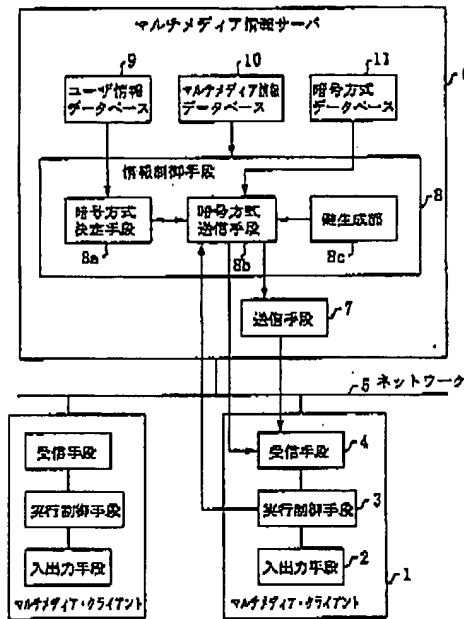 マルチメディア情報サーバ
9
10
11
6
ユーザ情報
データベース
マルチメディア情報
データベース
暗号方式
データベース
情報制御手段
8
暗号方式
決定手段
暗号方式
送信手段
鍵生成部
8a
8b
8c
送信手段
7
5 ネットワーク
受信手段
受信手段
4
実行制御手段
実行制御手段
3
入出力手段
入出力手段
2
1
マルチメディア・クライアント
マルチメディア・クライアント